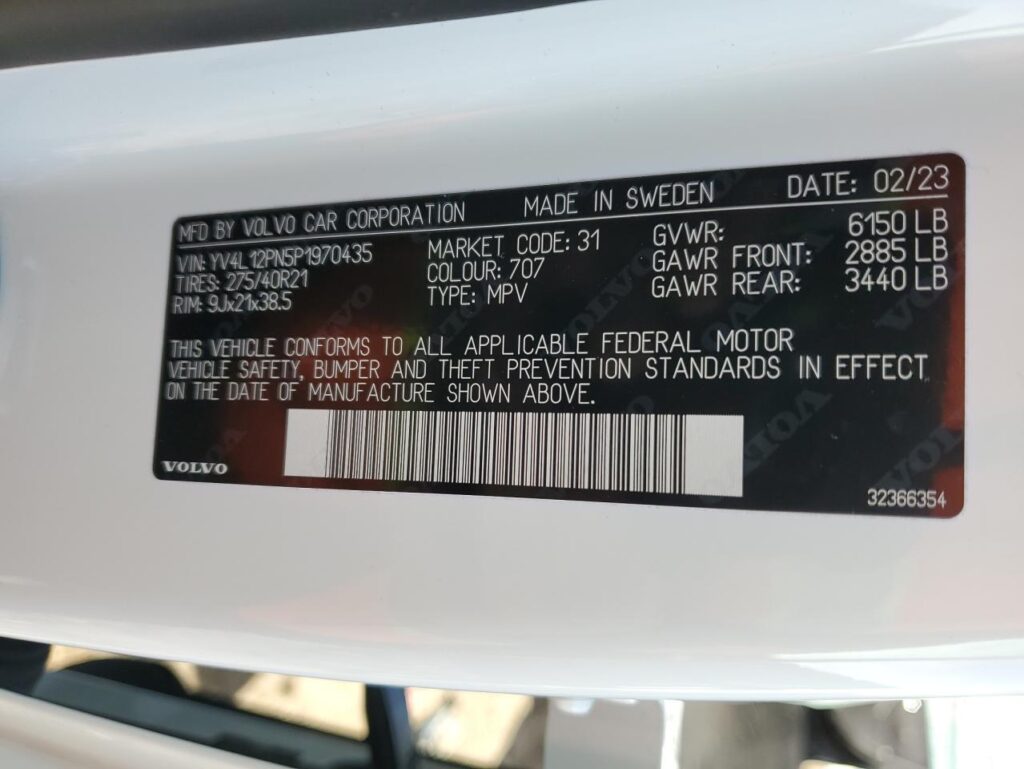 MFD BY VOLVO CAR CORPORATION MADE IN SWEDEN DATE: 02/23
VIN: YV4L12PN5P1970435 MARKET CODE: 31 GVWR: 6150 LB
TIRES: 275/40R21 COLOUR: 707 GAWR FRONT: 2885 LB
RIM: 9Jx21x38.5 TYPE: MPV GAWR REAR: 3440 LB
THIS VEHICLE CONFORMS TO ALL APPLICABLE FEDERAL MOTOR
VEHICLE SAFETY, BUMPER AND THEFT PREVENTION STANDARDS IN EFFECT
ON THE DATE OF MANUFACTURE SHOWN ABOVE.
VOLVO
32366354